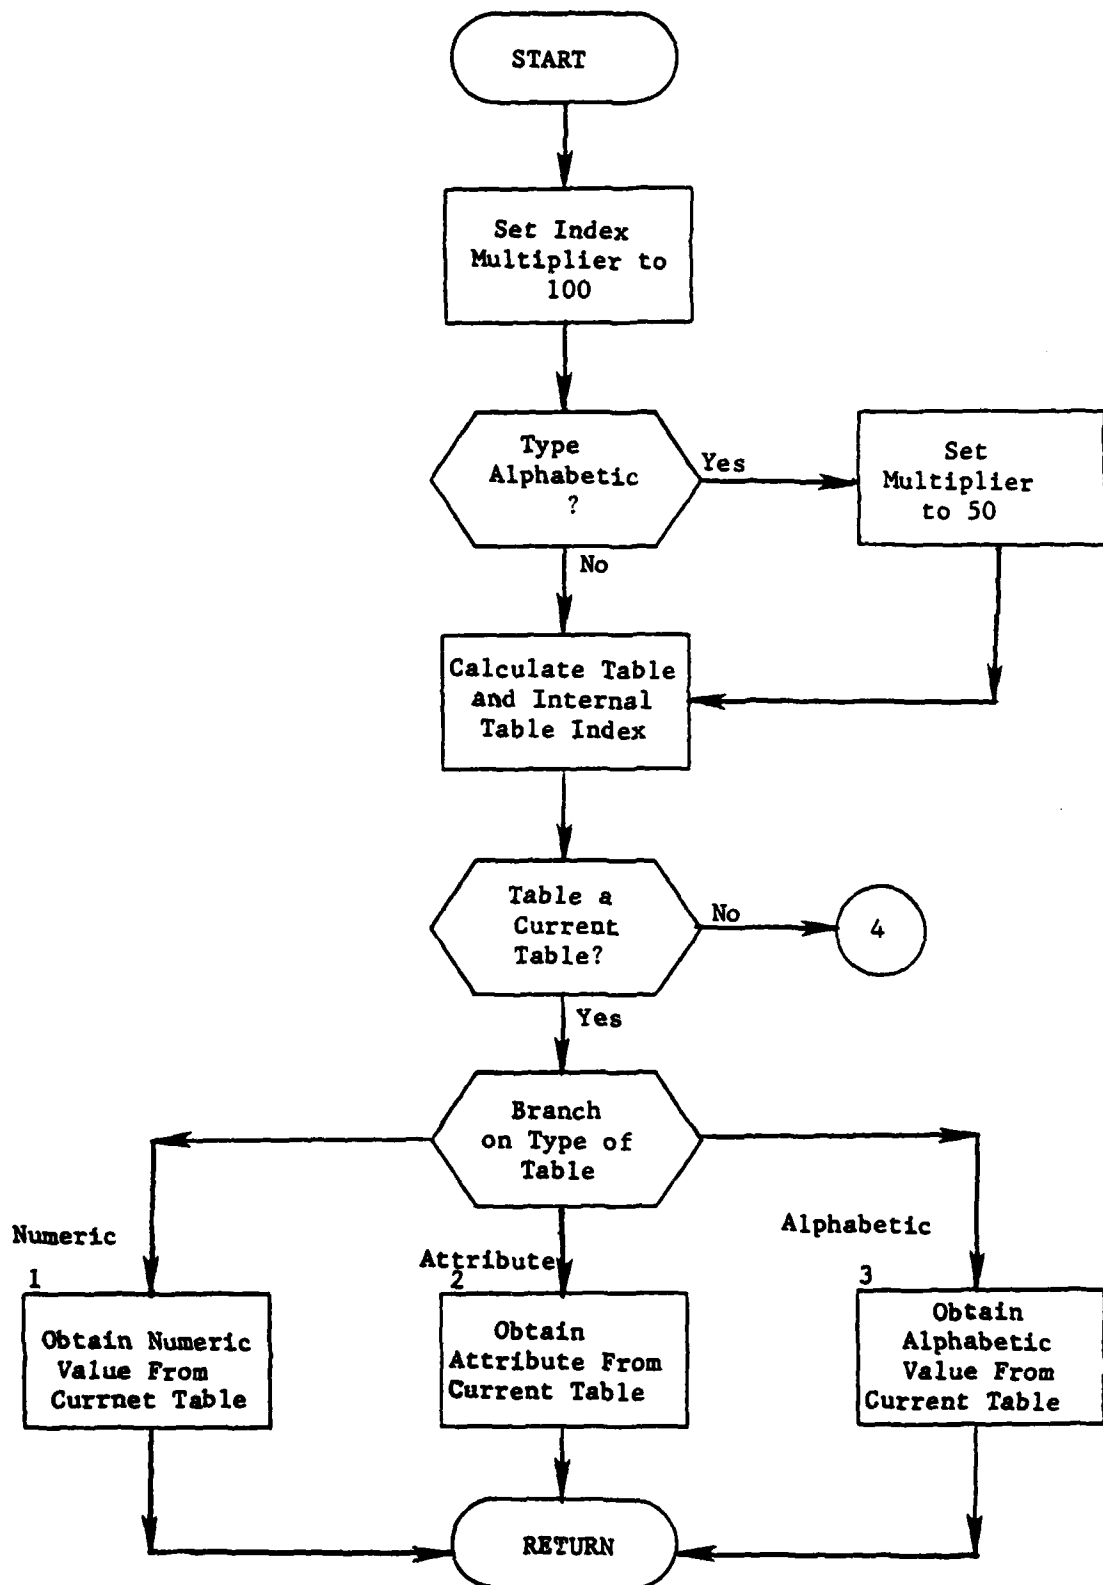 START
Set Index
Multiplier to
100
Type
Alphabetic
?
Yes
Set
Multiplier
to 50
No
Calculate Table
and Internal
Table Index
Table a
Current
Table?
No
4
Yes
Branch
on Type of
Table
Numeric
Attribute
Alphabetic
1
Obtain Numeric
Value From
Currnet Table
2
Obtain
Attribute From
Current Table
3
Obtain
Alphabetic
Value From
Current Table
RETURN